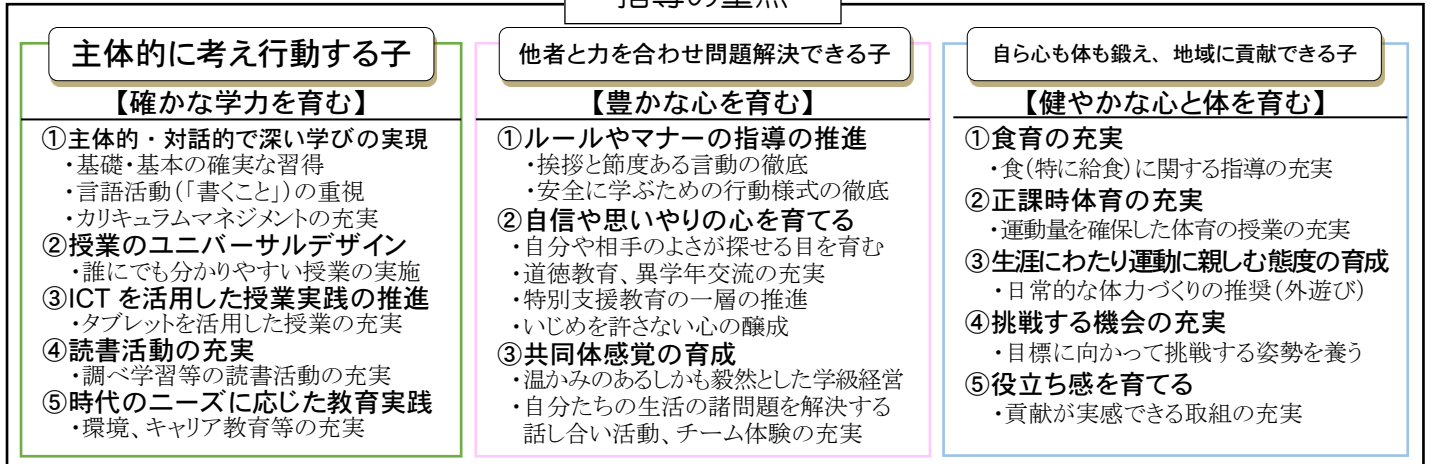 指導の重点
主体的に考え行動する子
【確かな学力を育む】
①主体的・対話的で深い学びの実現
・基礎・基本の確実な習得
・言語活動(「書くこと」)の重視
・カリキュラムマネジメントの充実
②授業のユニバーサルデザイン
・誰にでも分かりやすい授業の実施
③ICT を活用した授業実践の推進
・タブレットを活用した授業の充実
④読書活動の充実
・調べ学習等の読書活動の充実
⑤時代のニーズに応じた教育実践
・環境、キャリア教育等の充実
他者と力を合わせ問題解決できる子
【豊かな心を育む】
①ルールやマナーの指導の推進
・挨拶と節度ある言動の徹底
・安全に学ぶための行動様式の徹底
②自信や思いやりの心を育てる
・自分や相手のよさが探せる目を育む
・道徳教育、異学年交流の充実
・特別支援教育の一層の推進
・いじめを許さない心の醸成
③共同体感覚の育成
・温かみのあるしかも毅然とした学級経営
・自分たちの生活の諸問題を解決する
話し合い活動、チーム体験の充実
自ら心も体も鍛え、地域に貢献できる子
【健やかな心と体を育む】
①食育の充実
・食(特に給食)に関する指導の充実
②正課時体育の充実
・運動量を確保した体育の授業の充実
③生涯にわたり運動に親しむ態度の育成
・日常的な体力づくりの推奨(外遊び)
④挑戦する機会の充実
・目標に向かって挑戦する姿勢を養う
⑤役立ち感を育てる
・貢献が実感できる取組の充実